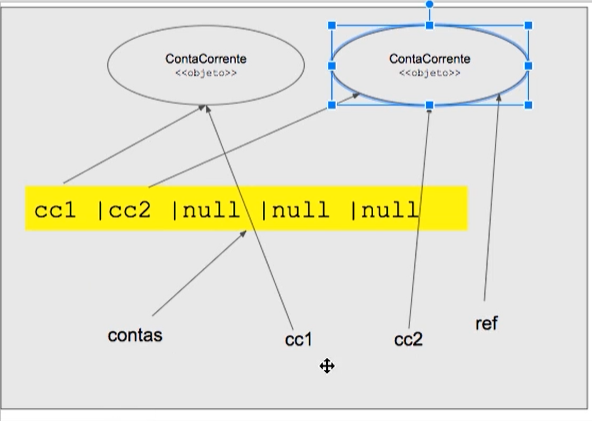 ContaCorrente
<<objeto>>
ContaCorrente
<<objeto>>
cc1 |cc2 |null |null |null
contas
cc1
cc2
ref